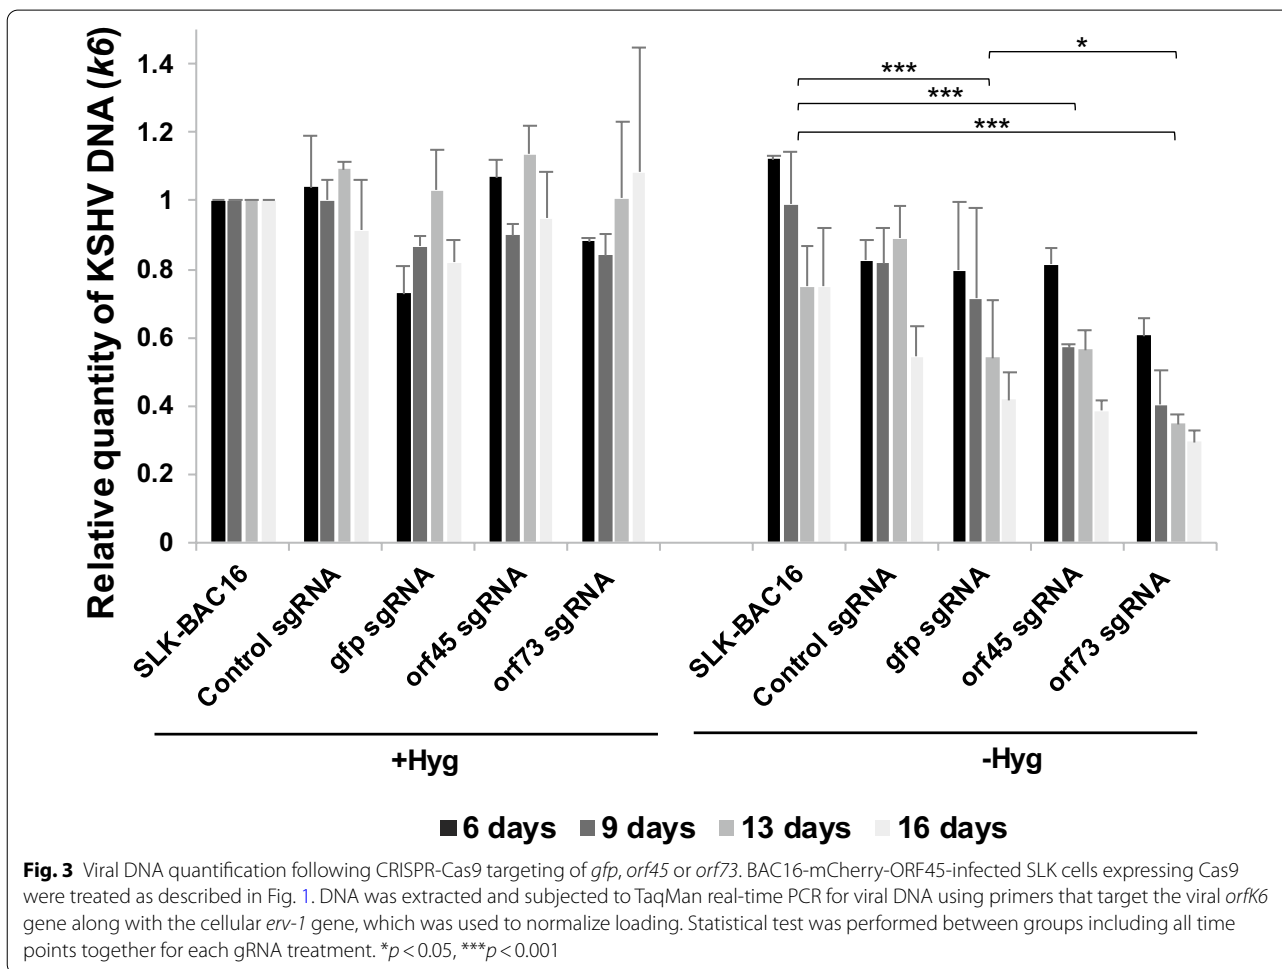 Relative quantity of KSHV DNA (k6)
1.4
1.2
1
0.8
0.6
0.4
0.2
0
*
***
***
***
SLK-BAC16
Control sgRNA
gfp sgRNA
orf45 sgRNA
orf73 sgRNA
SLK-BAC16
Control sgRNA
gfp sgRNA
orf45 sgRNA
orf73 sgRNA
+Hyg
-Hyg
6 days 9 days 13 days 16 days
Fig. 3 Viral DNA quantification following CRISPR-Cas9 targeting of gfp, orf45 or orf73. BAC16-mCherry-ORF45-infected SLK cells expressing Cas9
were treated as described in Fig. 1. DNA was extracted and subjected to TaqMan real-time PCR for viral DNA using primers that target the viral orfK6
gene along with the cellular erv-1 gene, which was used to normalize loading. Statistical test was performed between groups including all time
points together for each gRNA treatment. *p < 0.05, ***p < 0.001